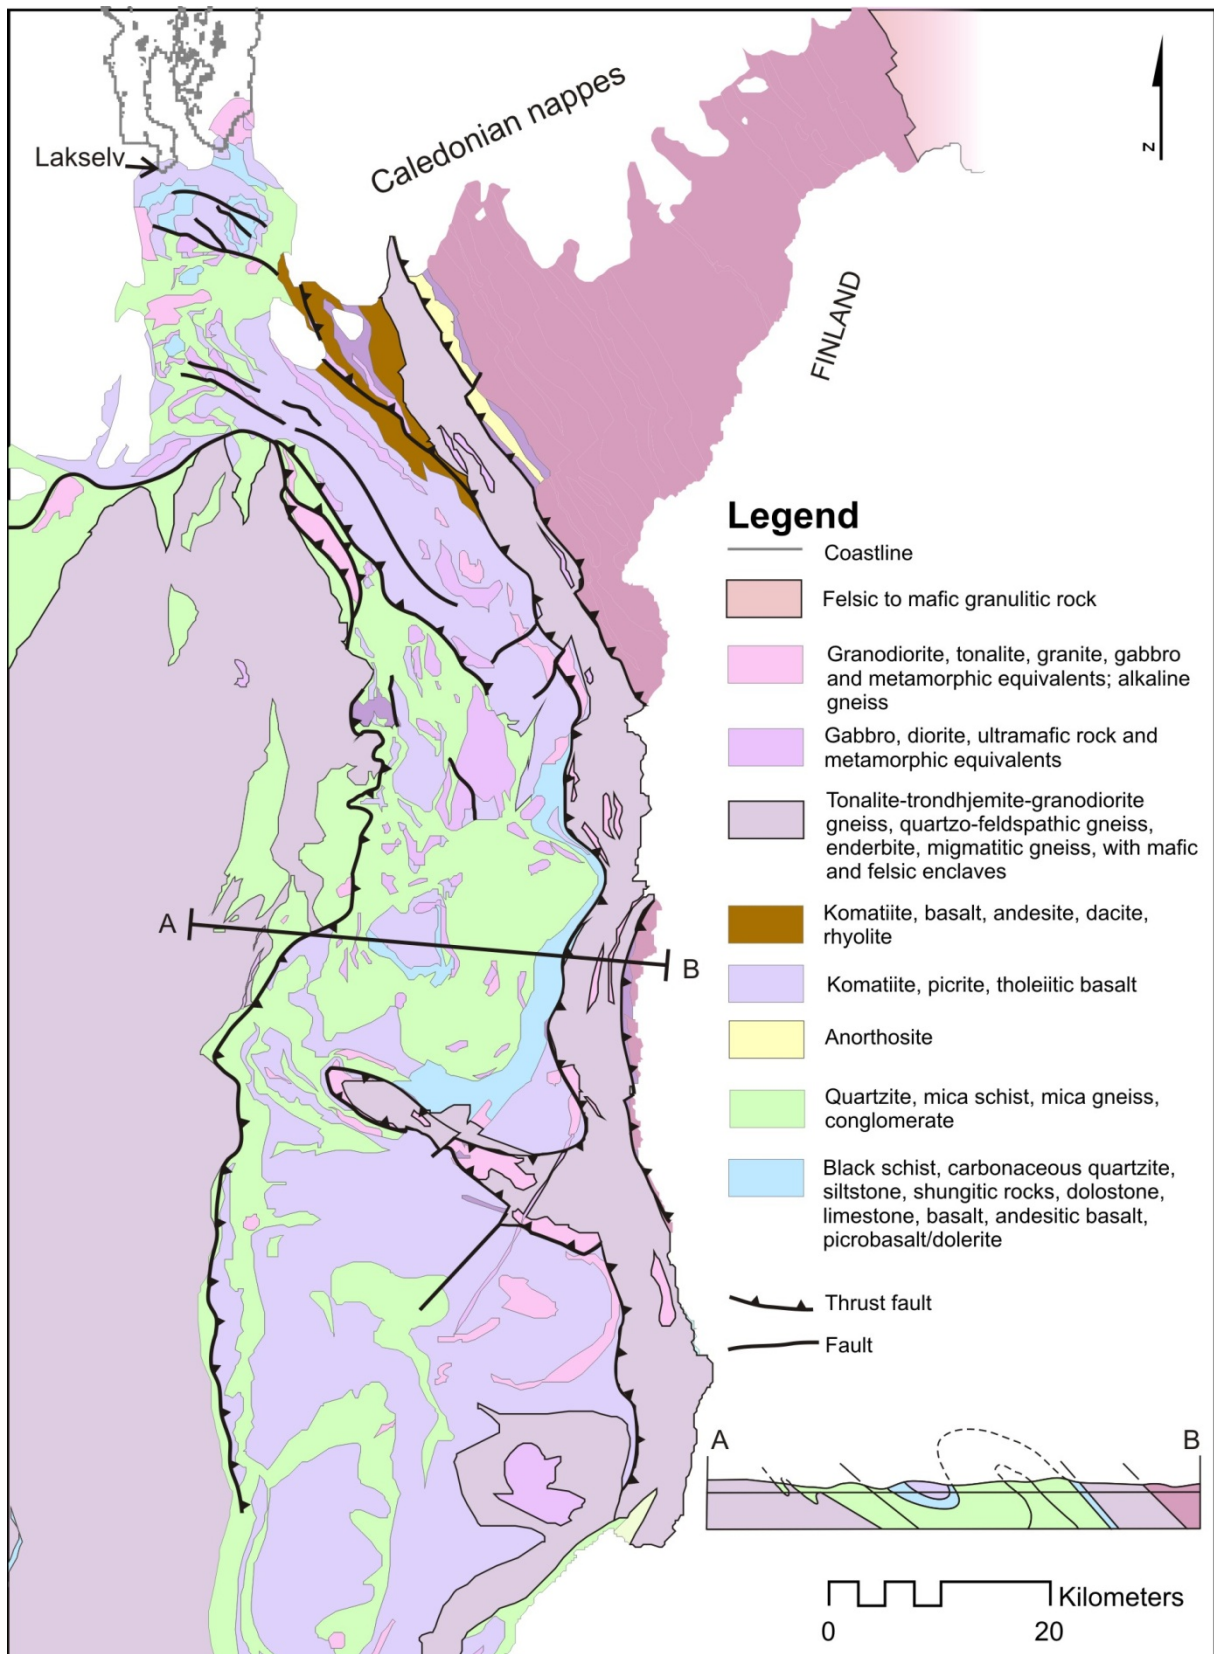 Caledonian nappes
Lakselv
N
FINLAND
Legend
Coastline
Felsic to mafic granulitic rock
Granodiorite, tonalite, granite, gabbro
and metamorphic equivalents; alkaline
gneiss
Gabbro, diorite, ultramafic rock and
metamorphic equivalents
Tonalite-trondhjemite-granodiorite
gneiss, quartzo-feldspathic gneiss,
enderbite, migmatitic gneiss, with mafic
and felsic enclaves
Komatiite, basalt, andesite, dacite,
rhyolite
Komatiite, picrite, tholeiitic basalt
Anorthosite
Quartzite, mica schist, mica gneiss,
conglomerate
Black schist, carbonaceous quartzite,
siltstone, shungitic rocks, dolostone,
limestone, basalt, andesitic basalt,
picrobasalt/dolerite
Thrust fault
Fault
A
B
A B
Kilometers
0 20